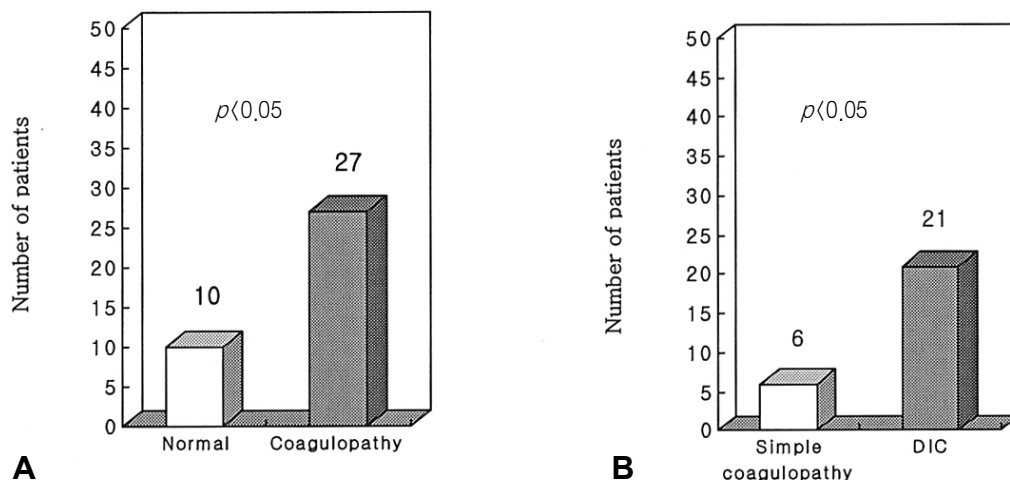 50
45
40
35
30
25
20
15
10
5
0
Number of patients
p<0.05
10
27
Normal Coagulopathy
A
50
45
40
35
30
25
20
15
10
5
0
Number of patients
p<0.05
6
21
Simple coagulopathy
DIC
B